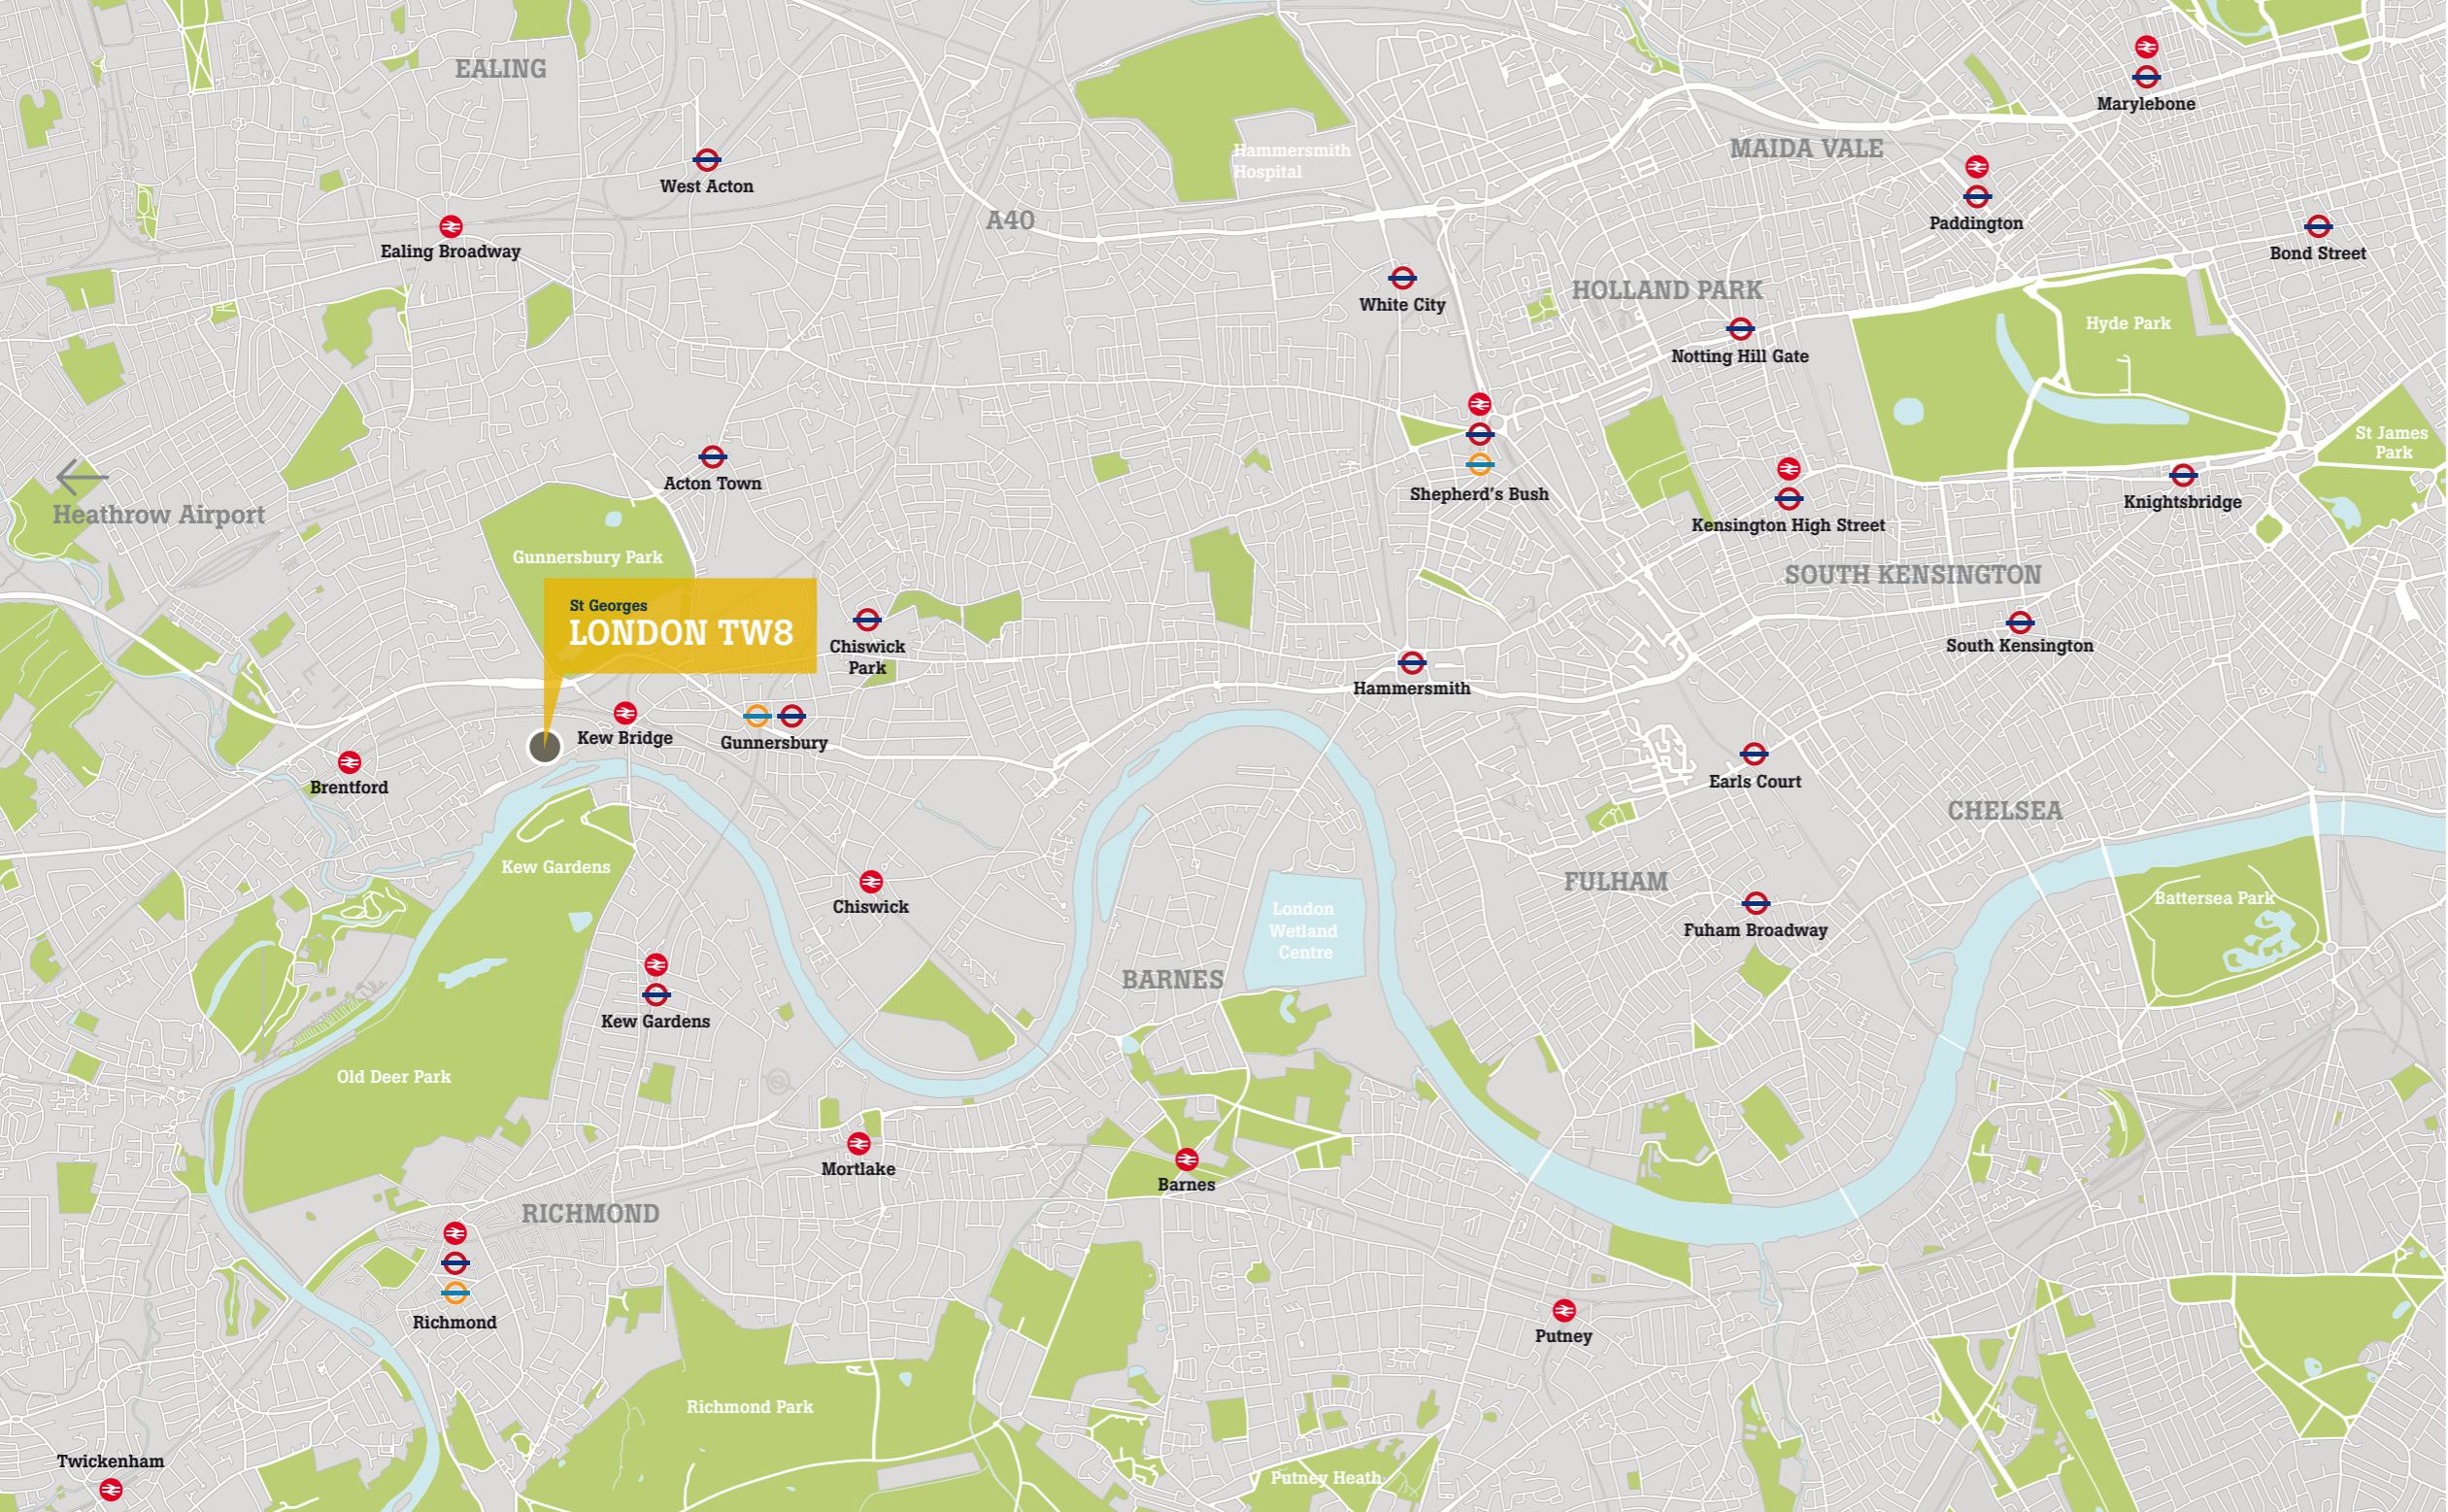 EALING
Marylebone
MAIDA VALE
Hammersmith
Hospital
West Acton
A40
Paddington
Ealing Broadway
Bond Street
HOLLAND PARK
White City
Hyde Park
Notting Hill Gate
St James
Park
Acton Town
Shepherd's Bush
Knightsbridge
Heathrow Airport
Kensington High Street
Gunnersbury Park
SOUTH KENSINGTON
St Georges
LONDON TW8
Chiswick
Park
South Kensington
Hammersmith
Kew Bridge
Gunnersbury
Brentford
Earls Court
CHELSEA
Kew Gardens
FULHAM
Battersea Park
Chiswick
London
Wetland
Centre
Fuham Broadway
BARNES
Kew Gardens
Old Deer Park
Mortlake
Barnes
RICHMOND
Richmond
Putney
Richmond Park
Twickenham
Putney Heath